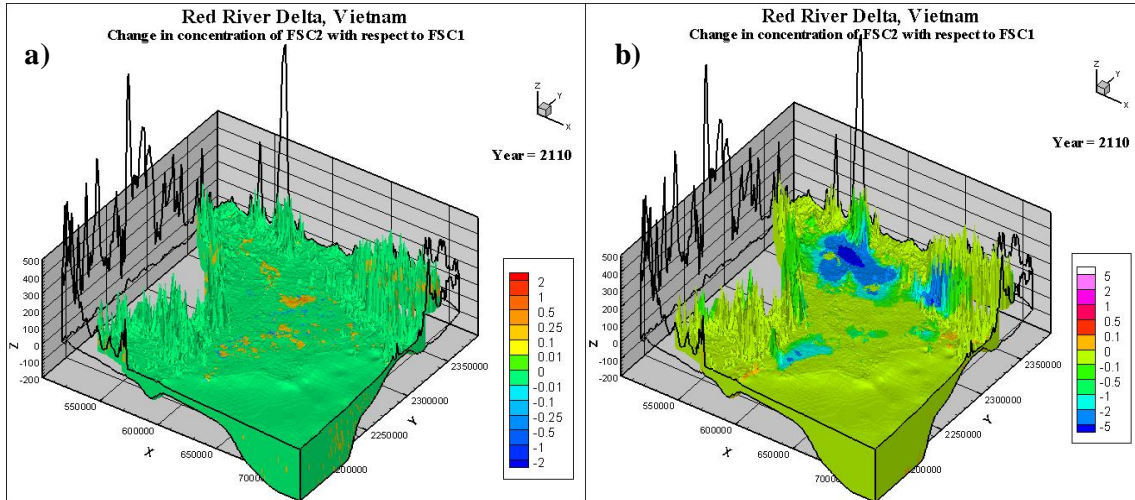 Red River Delta, Vietnam
Change in concentration of FSC2 with respect to FSC1
a)
Z
Y
X
Year = 2110
500
400
300
200
100
0
-100
-200
Z
550000
600000
650000
X
2250000
2300000
2350000
Y
2
1
0.5
0.25
0.1
0.01
0
-0.01
-0.1
-0.25
-0.5
-1
-2
Red River Delta, Vietnam
Change in concentration of FSC2 with respect to FSC1
b)
Z
Y
X
Year = 2110
500
400
300
200
100
0
-100
-200
Z
550000
600000
650000
X
2250000
2300000
2350000
Y
5
2
1
0.5
0.1
0
-0.1
-0.5
-1
-2
-5